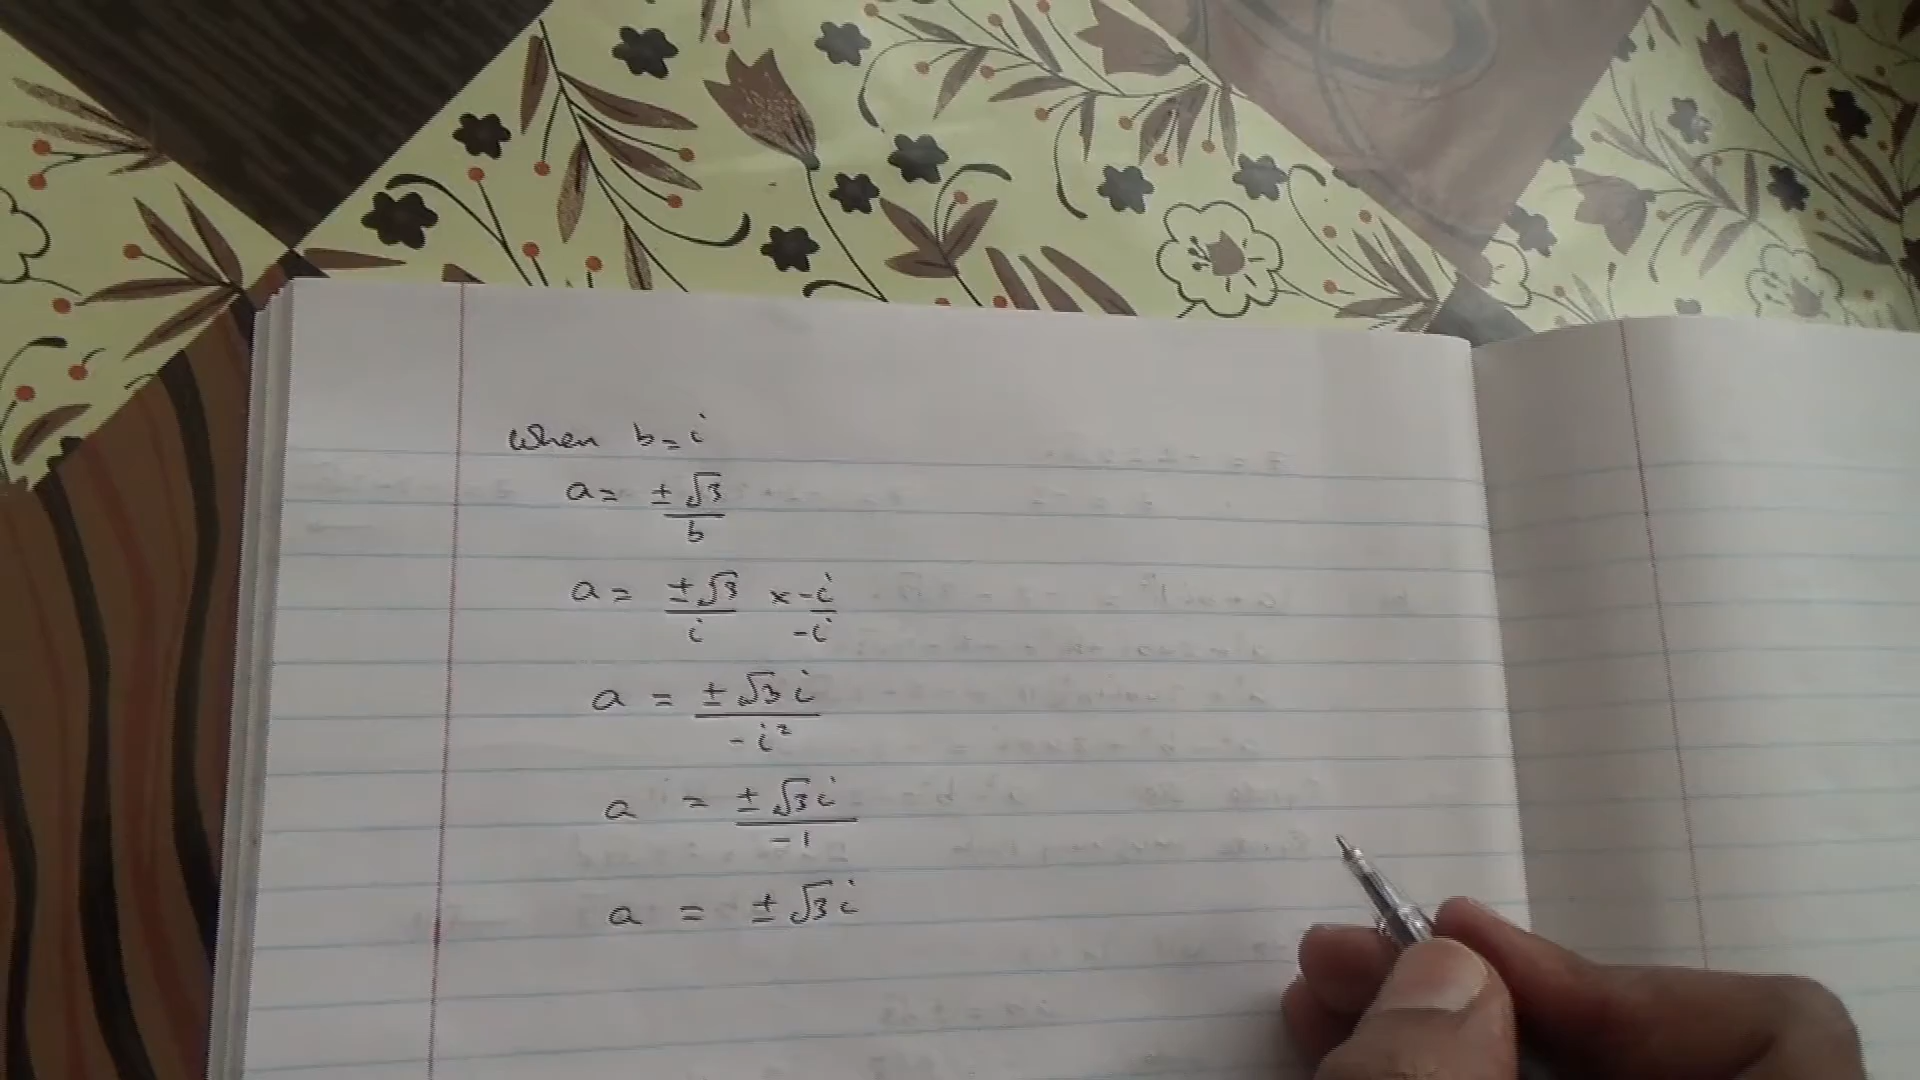 when b = i
a = ± √3 / b
a = ± √3 / i × -i / -i
a = ± √3 i / -i²
a = ± √3 i / -1
a = ± √3 i